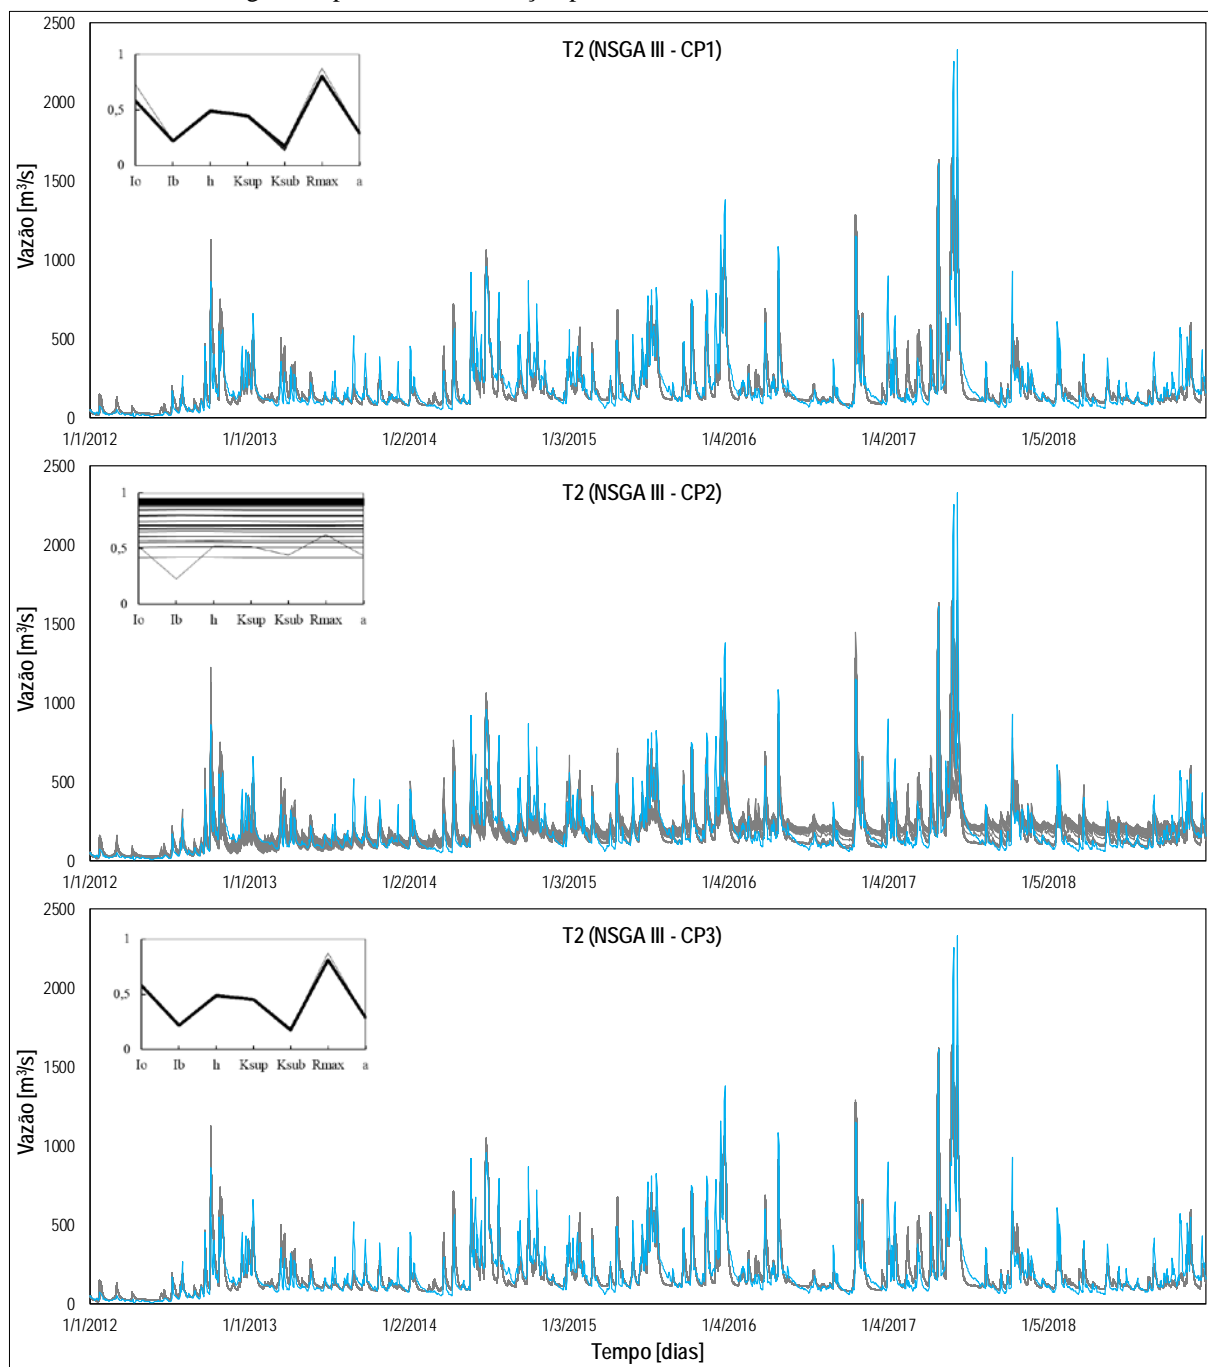 2500
T2 (NSGA III - CP1)
2000
1500
1000
500
0
Vazão [m³/s]
1
0,5
0
Io Ib h Ksup Ksub Rmax a
1/1/2012 1/1/2013 1/2/2014 1/3/2015 1/4/2016 1/4/2017 1/5/2018
2500
T2 (NSGA III - CP2)
2000
1500
1000
500
0
Vazão [m³/s]
1
0,5
0
Io Ib h Ksup Ksub Rmax a
1/1/2012 1/1/2013 1/2/2014 1/3/2015 1/4/2016 1/4/2017 1/5/2018
2500
T2 (NSGA III - CP3)
2000
1500
1000
500
0
Vazão [m³/s]
1
0,5
0
Io Ib h Ksup Ksub Rmax a
1/1/2012 1/1/2013 1/2/2014 1/3/2015 1/4/2016 1/4/2017 1/5/2018
Tempo [dias]